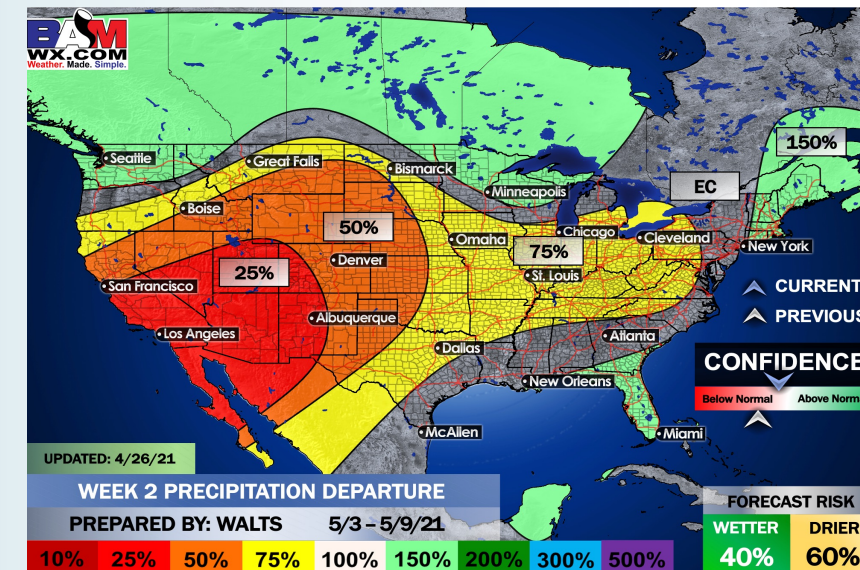 BAM
WX.COM
Weather. Made. Simple.
150%
Seattle
Great Falls
Bismarck
EC
Minneapolis
Boise
50%
Chicago
Omaha
Cleveland
75%
New York
Denver
25%
St. Louis
San Francisco
CURRENT
Albuquerque
PREVIOUS
Los Angeles
Atlanta
Dallas
CONFIDENCE
New Orleans
Below Normal
Above Norm
McAllen
Miami
UPDATED: 4/26/21
WEEK 2 PRECIPITATION DEPARTURE
PREPARED BY: WALTS 5/3 – 5/9/21
10% 25% 50% 75% 100% 150% 200% 300% 500%
FORECAST RISK
WETTER DRIER
40% 60%